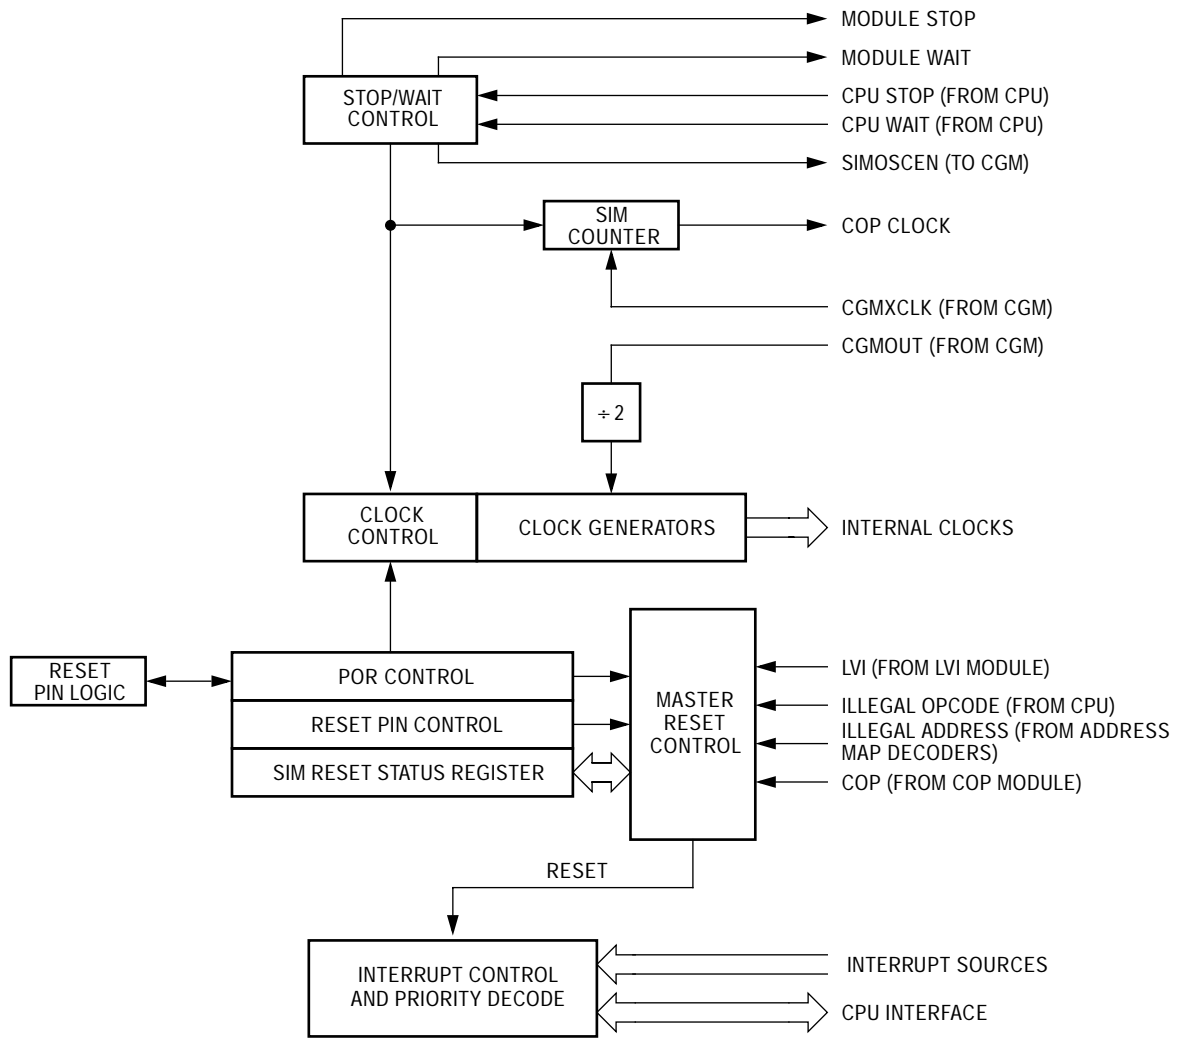 MODULE STOP
MODULE WAIT
STOP/WAIT
CONTROL
CPU STOP (FROM CPU)
CPU WAIT (FROM CPU)
SIMOSCEN (TO CGM)
SIM
COUNTER
COP CLOCK
CGMXCLK (FROM CGM)
CGMOUT (FROM CGM)
÷ 2
CLOCK
CONTROL
CLOCK GENERATORS
INTERNAL CLOCKS
RESET
PIN LOGIC
POR CONTROL
RESET PIN CONTROL
SIM RESET STATUS REGISTER
MASTER
RESET
CONTROL
LVI (FROM LVI MODULE)
ILLEGAL OPCODE (FROM CPU)
ILLEGAL ADDRESS (FROM ADDRESS
MAP DECODERS)
COP (FROM COP MODULE)
RESET
INTERRUPT CONTROL
AND PRIORITY DECODE
INTERRUPT SOURCES
CPU INTERFACE